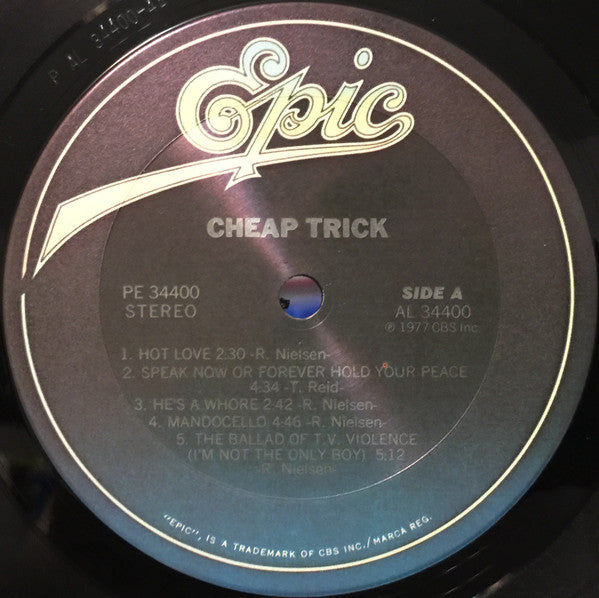 P AL 34400-
Epic
CHEAP TRICK
PE 34400
STEREO
SIDE A
AL 34400
℗ 1977 CBS Inc
1. HOT LOVE 2:30 -R. Nielsen-
2. SPEAK NOW OR FOREVER HOLD YOUR PEACE
4:34 -T. Reid-
3. HE'S A WHORE 2:42 -R. Nielsen-
4. MANDOCELLO 4:46 -R. Nielsen-
5. THE BALLAD OF T.V. VIOLENCE
(I'M NOT THE ONLY BOY) 5:12
-R. Nielsen-
"EPIC", IS A TRADEMARK OF CBS INC./MARCA REG.